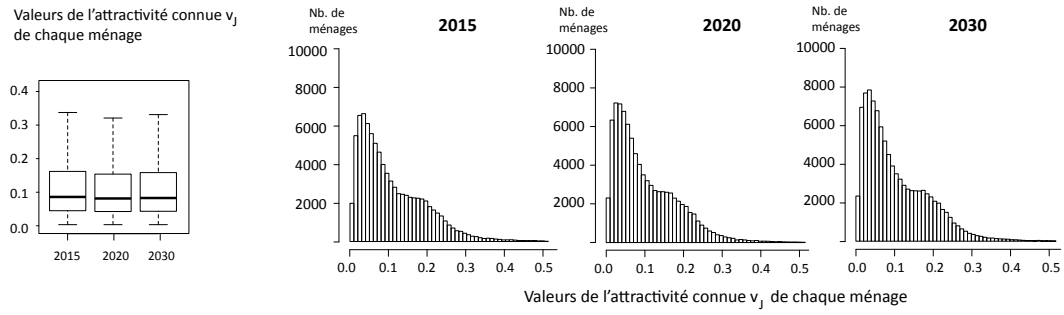 Valeurs de l'attractivité connue vJ
de chaque ménage
0.4
0.3
0.2
0.1
0.0
2015 2020 2030
Nb. de
ménages
2015
10000
8000
6000
4000
2000
0.0 0.1 0.2 0.3 0.4 0.5
Nb. de
ménages
2020
10000
8000
6000
4000
2000
0.0 0.1 0.2 0.3 0.4 0.5
Nb. de
ménages
2030
10000
8000
6000
4000
2000
0.0 0.1 0.2 0.3 0.4 0.5
Valeurs de l'attractivité connue vJ de chaque ménage